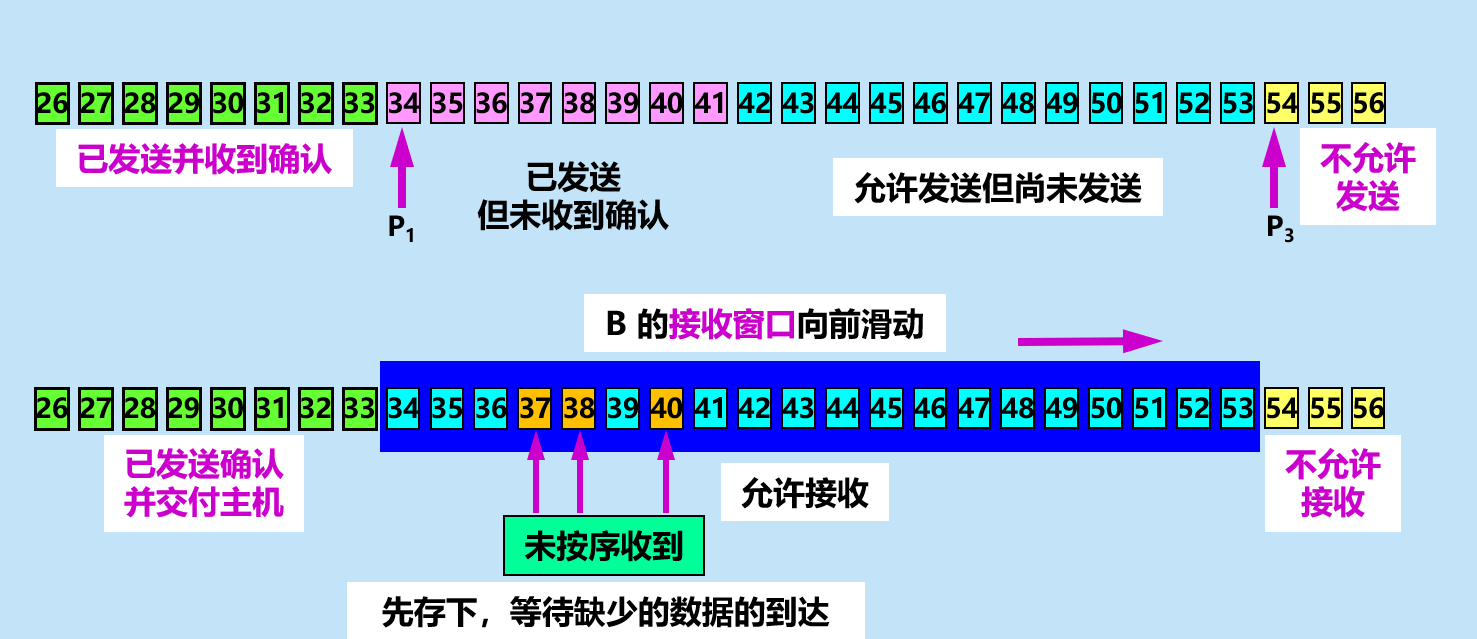 26 27 28 29 30 31 32 33 34 35 36 37 38 39 40 41 42 43 44 45 46 47 48 49 50 51 52 53 54 55 56
已发送并收到确认
已发送
但未收到确认
允许发送但尚未发送
不允许
发送
P₁
P₃
B 的接收窗口向前滑动
26 27 28 29 30 31 32 33 34 35 36 37 38 39 40 41 42 43 44 45 46 47 48 49 50 51 52 53 54 55 56
已发送确认
并交付主机
允许接收
不允许
接收
未按序收到
先存下，等待缺少的数据的到达